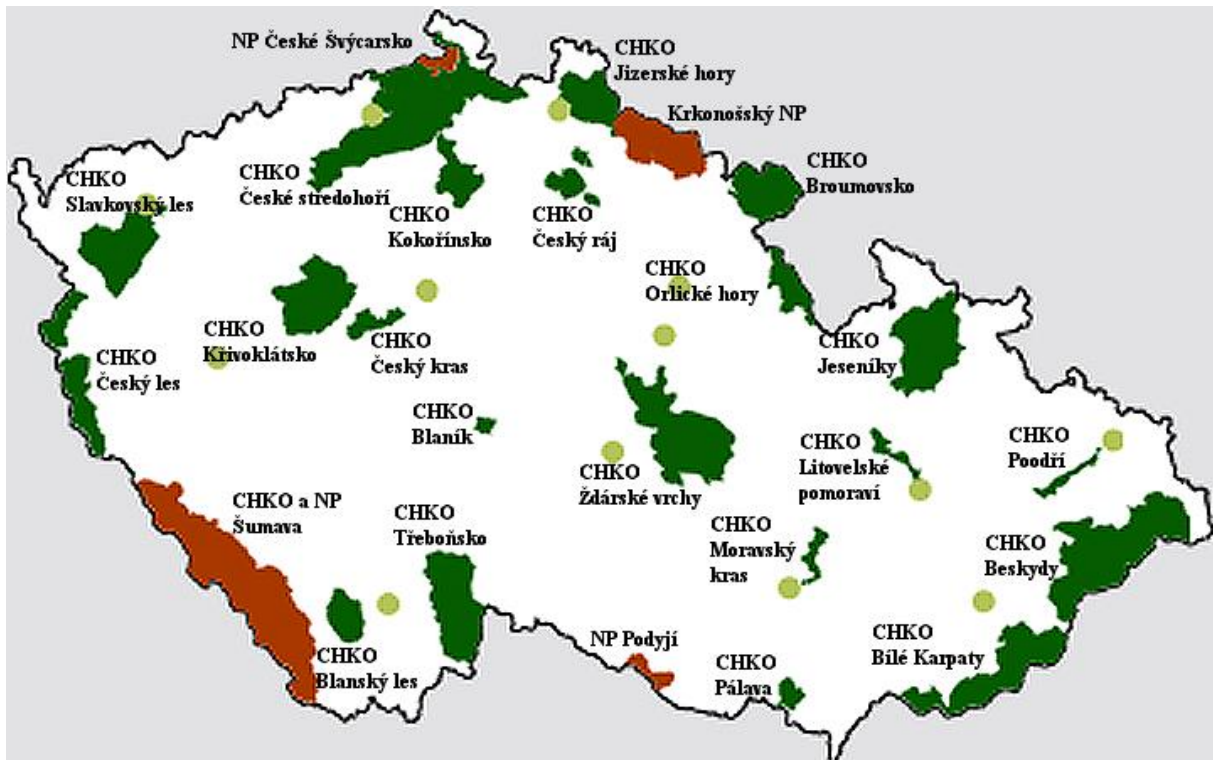 NP České Švýcarsko
CHKO
Jizerské hory
Krkonošský NP
CHKO
Slavkovský les
CHKO
České stredohoří
CHKO
Kokořínsko
CHKO
Český ráj
CHKO
Broumovsko
CHKO
Orlické hory
CHKO
Křivoklátsko
CHKO
Český kras
CHKO
Český les
CHKO
Jeseníky
CHKO
Blaník
CHKO
Žďárské vrchy
CHKO
Litovelské
pomoraví
CHKO
Poodří
CHKO a NP
Šumava
CHKO
Třeboňsko
CHKO
Moravský
kras
CHKO
Beskydy
CHKO
Blanský les
NP Podyjí
CHKO
Pálava
CHKO
Bílé Karpaty